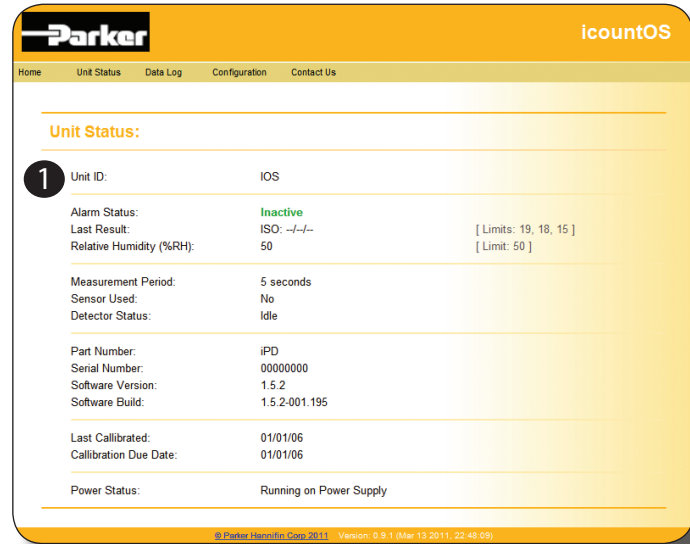 Parker
icountOS
Home Unit Status Data Log Configuration Contact Us
Unit Status:
1
Unit ID: IOS
Alarm Status: Inactive
Last Result: ISO: --/--/-- [ Limits: 19, 18, 15 ]
Relative Humidity (%RH): 50 [ Limit: 50 ]
Measurement Period: 5 seconds
Sensor Used: No
Detector Status: Idle
Part Number: iPD
Serial Number: 00000000
Software Version: 1.5.2
Software Build: 1.5.2-001.195
Last Callibrated: 01/01/06
Callibration Due Date: 01/01/06
Power Status: Running on Power Supply
© Parker Hannifin Corp 2011 Version: 0.9.1 (Mar 13 2011, 22:48:09)